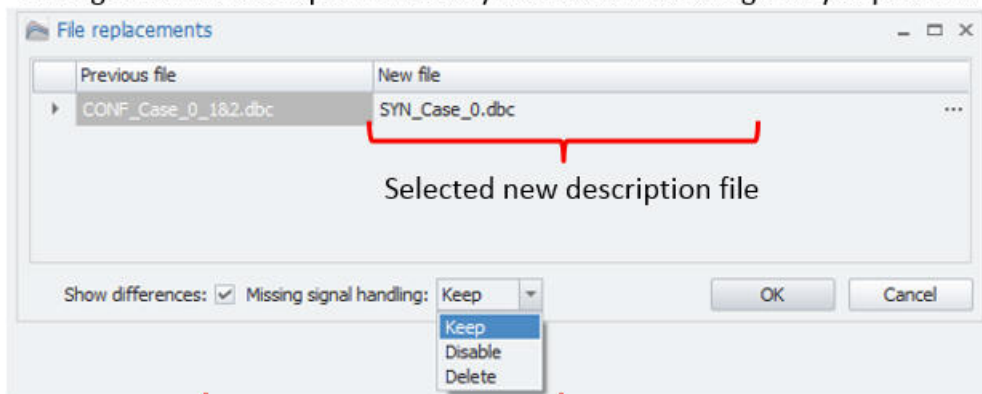 File replacements
Previous file New file
CONF_Case_0_1&2.dbc SYN_Case_0.dbc ...
Selected new description file
Show differences: Missing signal handling: Keep OK Cancel
Keep
Disable
Delete